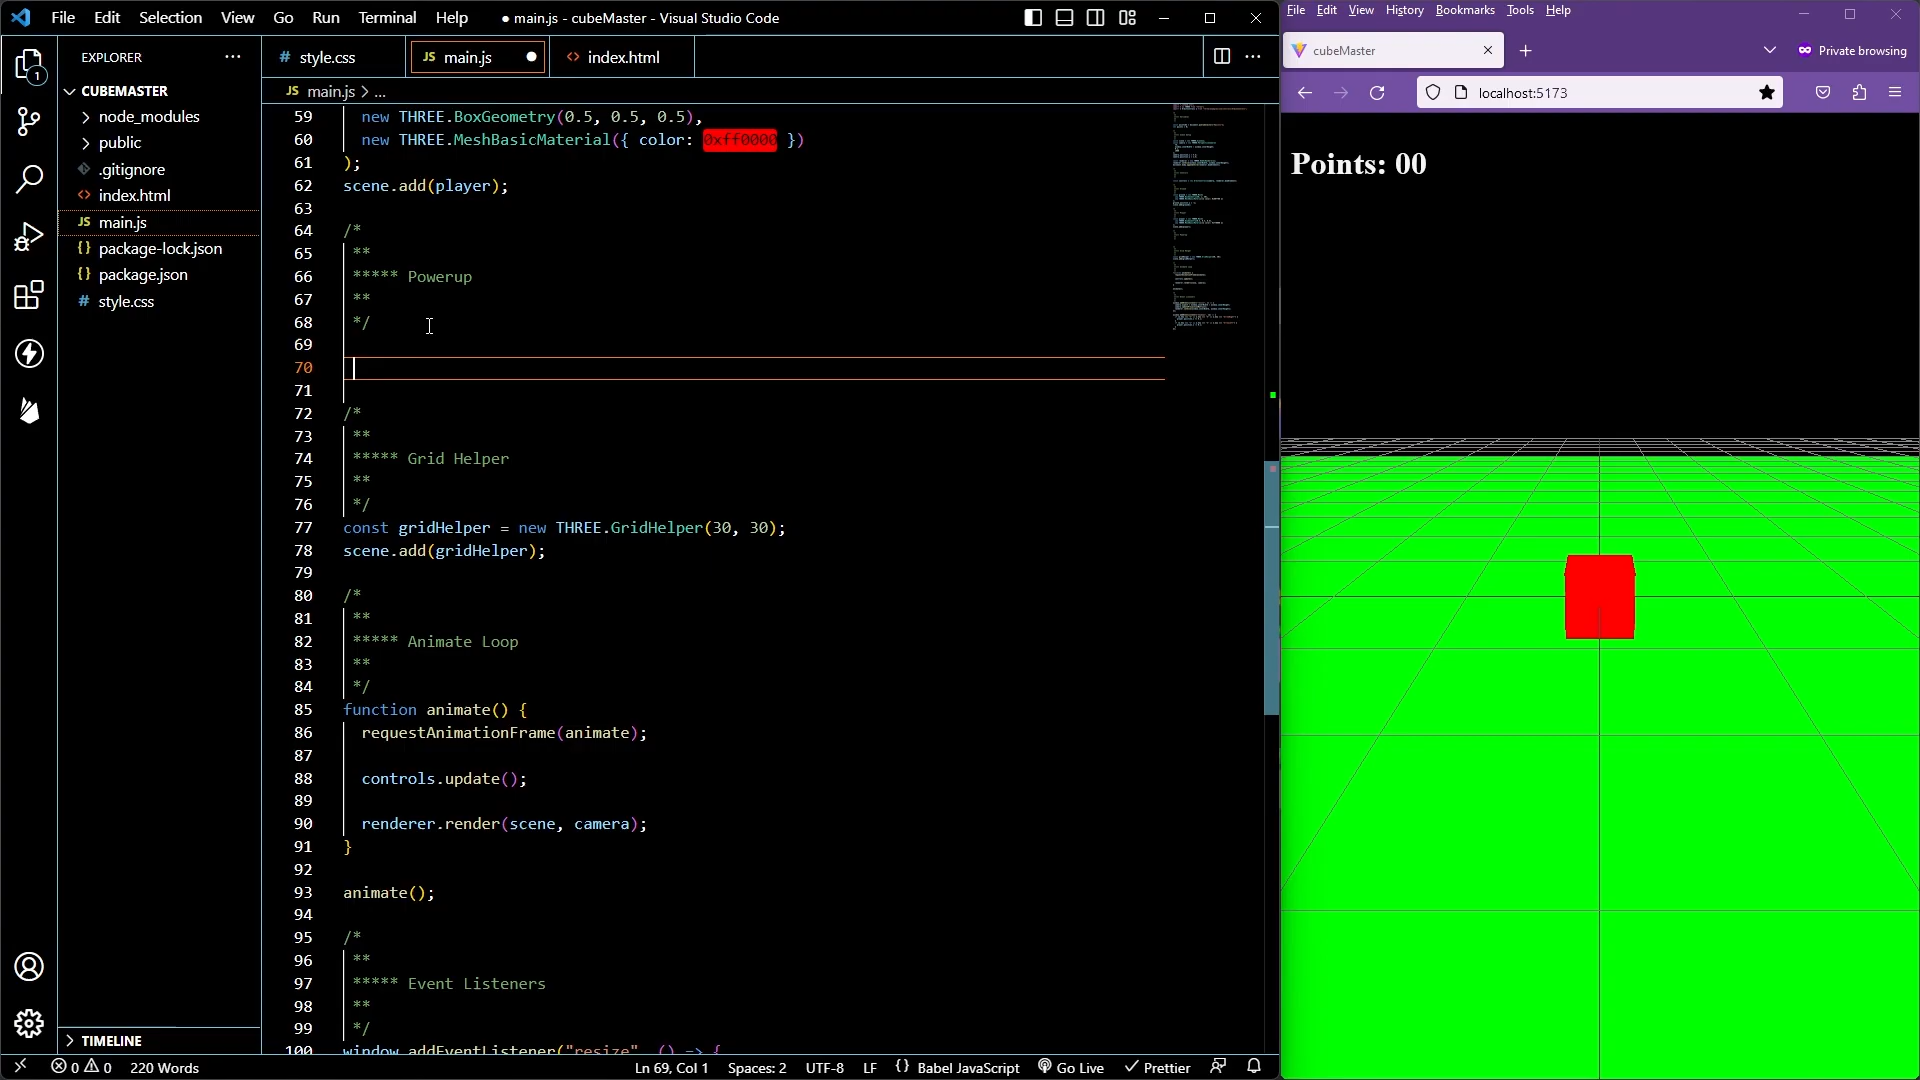 File Edit Selection View Go Run Terminal Help
● main.js - cubeMaster - Visual Studio Code
EXPLORER
CUBEMASTER
node_modules
public
.gitignore
index.html
main.js
package-lock.json
package.json
style.css
TIMELINE
1
# style.css
JS main.js
<> index.html
JS main.js > ...
59 new THREE.BoxGeometry(0.5, 0.5, 0.5),
60 new THREE.MeshBasicMaterial({ color: 0xff0000 })
61 );
62 scene.add(player);
63
64 /*
65 **
66 ***** Powerup
67 **
68 */
69
70
71
72 /*
73 **
74 ***** Grid Helper
75 **
76 */
77 const gridHelper = new THREE.GridHelper(30, 30);
78 scene.add(gridHelper);
79
80 /*
81 **
82 ***** Animate Loop
83 **
84 */
85 function animate() {
86 requestAnimationFrame(animate);
87
88 controls.update();
89
90 renderer.render(scene, camera);
91 }
92
93 animate();
94
95 /*
96 **
97 ***** Event Listeners
98 **
99 */
100 window.addEventListener("resize", () => {
0 0 220 Words
Ln 69, Col 1 Spaces: 2 UTF-8 LF {} Babel JavaScript Go Live Prettier
File Edit View History Bookmarks Tools Help
cubeMaster
Private browsing
localhost:5173
Points: 00